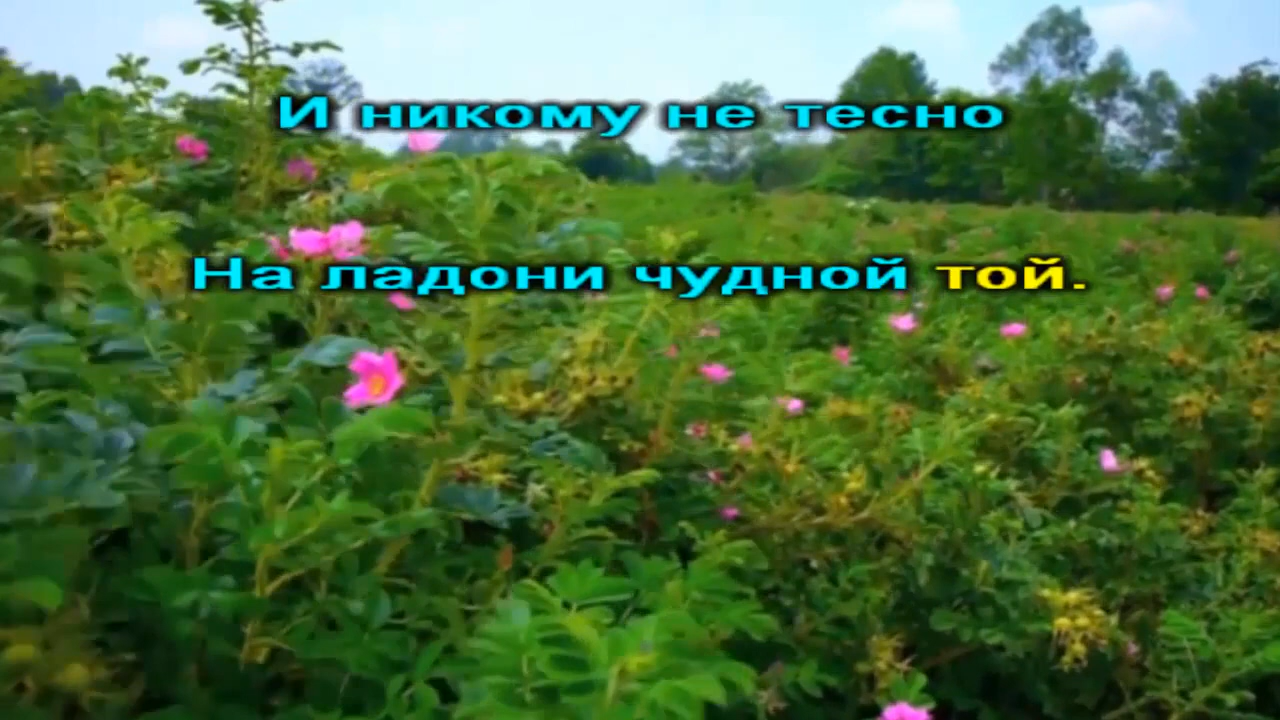 И никому не тесно
На ладони чудной той.